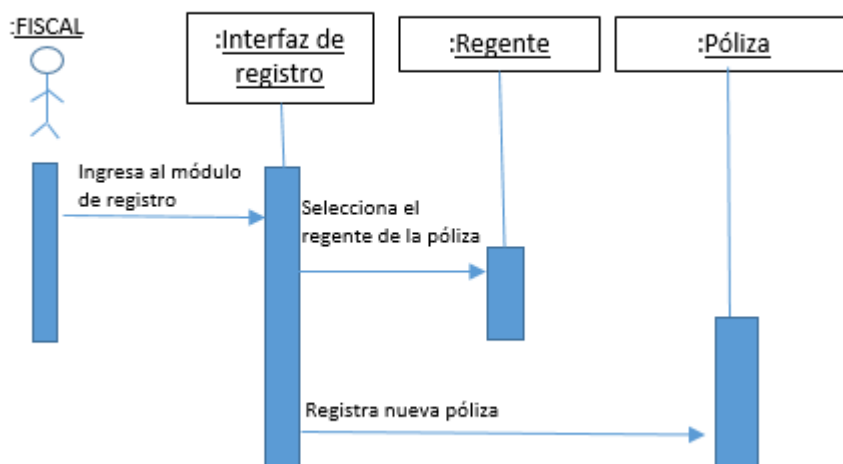 :FISCAL
:Interfaz de
registro
:Regente
:Póliza
Ingresa al módulo
de registro
Selecciona el
regente de la póliza
Registra nueva póliza